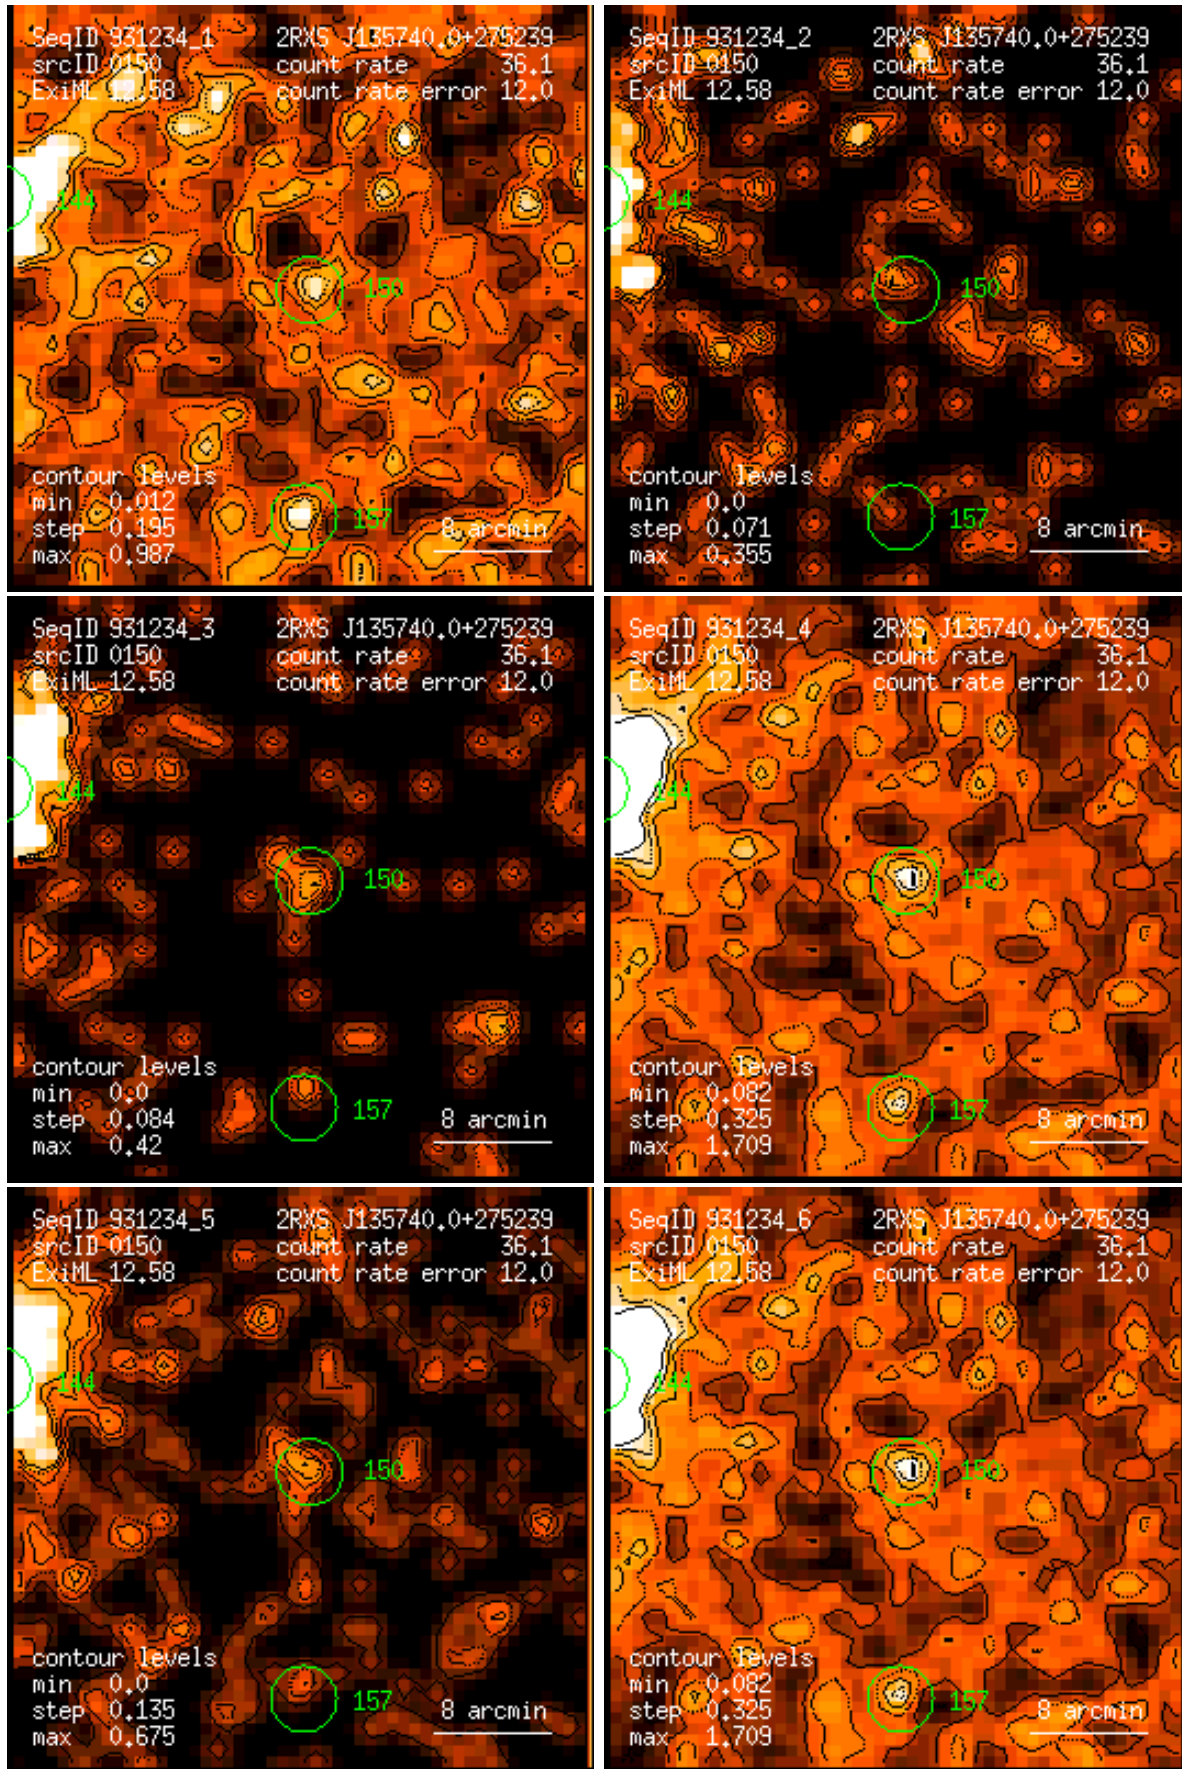 SeqID 931234_1 2RXS J135740.0+275239
srcID 0150 count rate 36.1
ExiML 12.58 count rate error 12.0
144
150
contour levels
min 0.012
step 0.195
max 0.987
157
8 arcmin
SeqID 931234_2 2RXS J135740.0+275239
srcID 0150 count rate 36.1
ExiML 12.58 count rate error 12.0
144
150
contour levels
min 0.0
step 0.071
max 0.355
157
8 arcmin
SeqID 931234_3 2RXS J135740.0+275239
srcID 0150 count rate 36.1
ExiML 12.58 count rate error 12.0
144
150
contour levels
min 0.0
step 0.084
max 0.42
157
8 arcmin
SeqID 931234_4 2RXS J135740.0+275239
srcID 0150 count rate 36.1
ExiML 12.58 count rate error 12.0
144
150
contour levels
min 0.082
step 0.325
max 1.709
157
8 arcmin
SeqID 931234_5 2RXS J135740.0+275239
srcID 0150 count rate 36.1
ExiML 12.58 count rate error 12.0
144
150
contour levels
min 0.0
step 0.135
max 0.675
157
8 arcmin
SeqID 931234_6 2RXS J135740.0+275239
srcID 0150 count rate 36.1
ExiML 12.58 count rate error 12.0
144
150
contour levels
min 0.082
step 0.325
max 1.709
157
8 arcmin